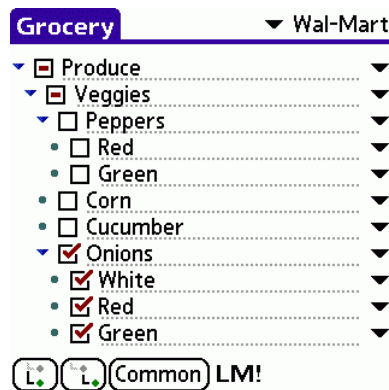 Grocery Wal-Mart
Produce
Veggies
Peppers
Red
Green
Corn
Cucumber
Onions
White
Red
Green
L. L. Common LM!